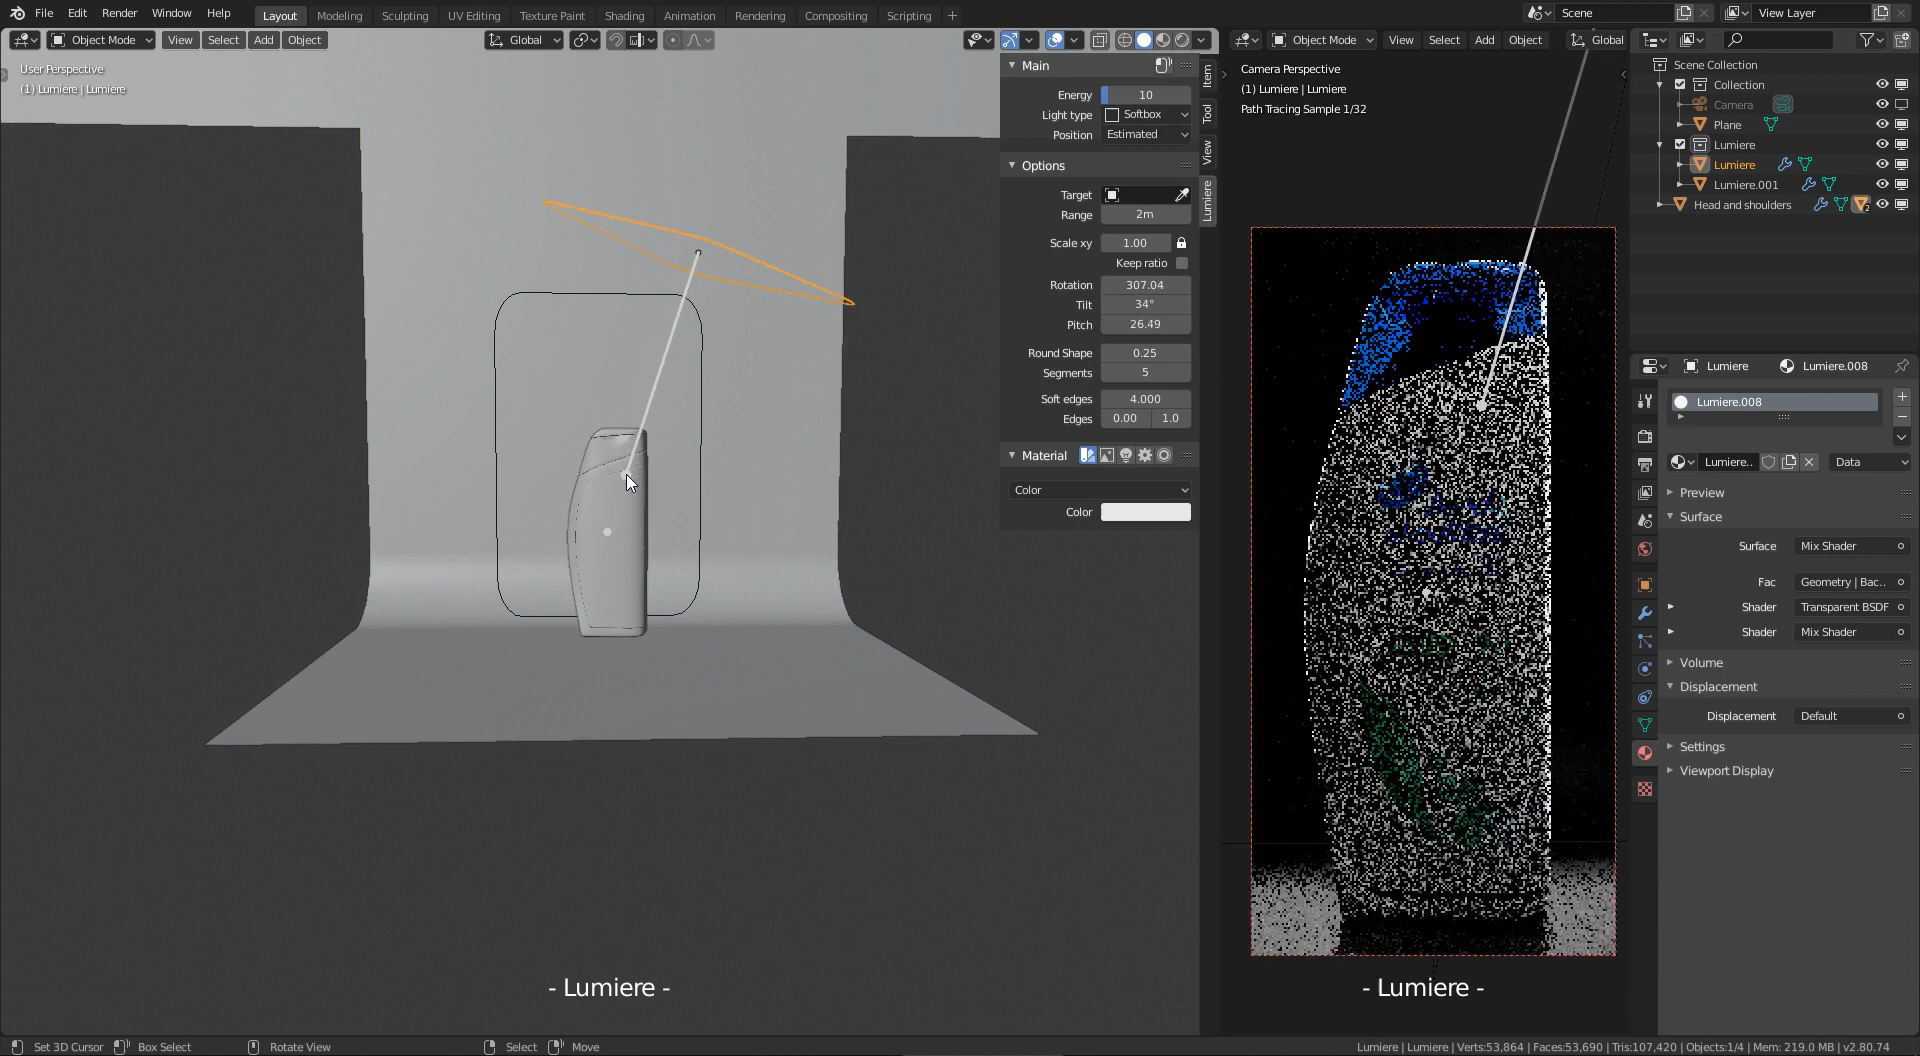 File Edit Render Window Help Layout Modeling Sculpting UV Editing Texture Paint Shading Animation Rendering Compositing Scripting + Scene View Layer
Object Mode View Select Add Object Global Object Mode View Select Add Object Global
User Perspective
(1) Lumiere | Lumiere
Main
Energy 10
Light type Softbox
Position Estimated
Options
Target
Range 2m
Scale xy 1.00
Keep ratio
Rotation 307.04
Tilt 34°
Pitch 26.49
Round Shape 0.25
Segments 5
Soft edges 4.000
Edges 0.00 1.0
Material
Color
Color
Item
Tool
View
Lumiere
- Lumiere -
Camera Perspective
(1) Lumiere | Lumiere
Path Tracing Sample 1/32
- Lumiere -
Scene Collection
Collection
Camera
Plane
Lumiere
Lumiere
Lumiere.001
Head and shoulders 2
Lumiere Lumiere.008
Lumiere.008
Lumiere.. Data
Preview
Surface
Surface Mix Shader
Fac Geometry | Bac..
Shader Transparent BSDF
Shader Mix Shader
Volume
Displacement
Displacement Default
Settings
Viewport Display
Set 3D Cursor Box Select Rotate View Select Move Lumiere | Lumiere | Verts:53,864 | Faces:53,690 | Tris:107,420 | Objects:1/4 | Mem: 219.0 MB | v2.80.74